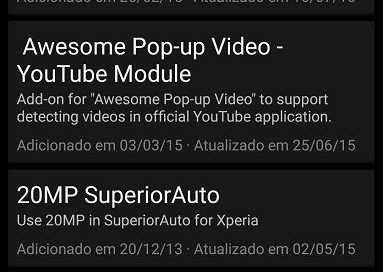 Awesome Pop-up Video -
YouTube Module
Add-on for "Awesome Pop-up Video" to support
detecting videos in official YouTube application.
Adicionado em 03/03/15 · Atualizado em 25/06/15
20MP SuperiorAuto
Use 20MP in SuperiorAuto for Xperia
Adicionado em 20/12/13 · Atualizado em 02/05/15